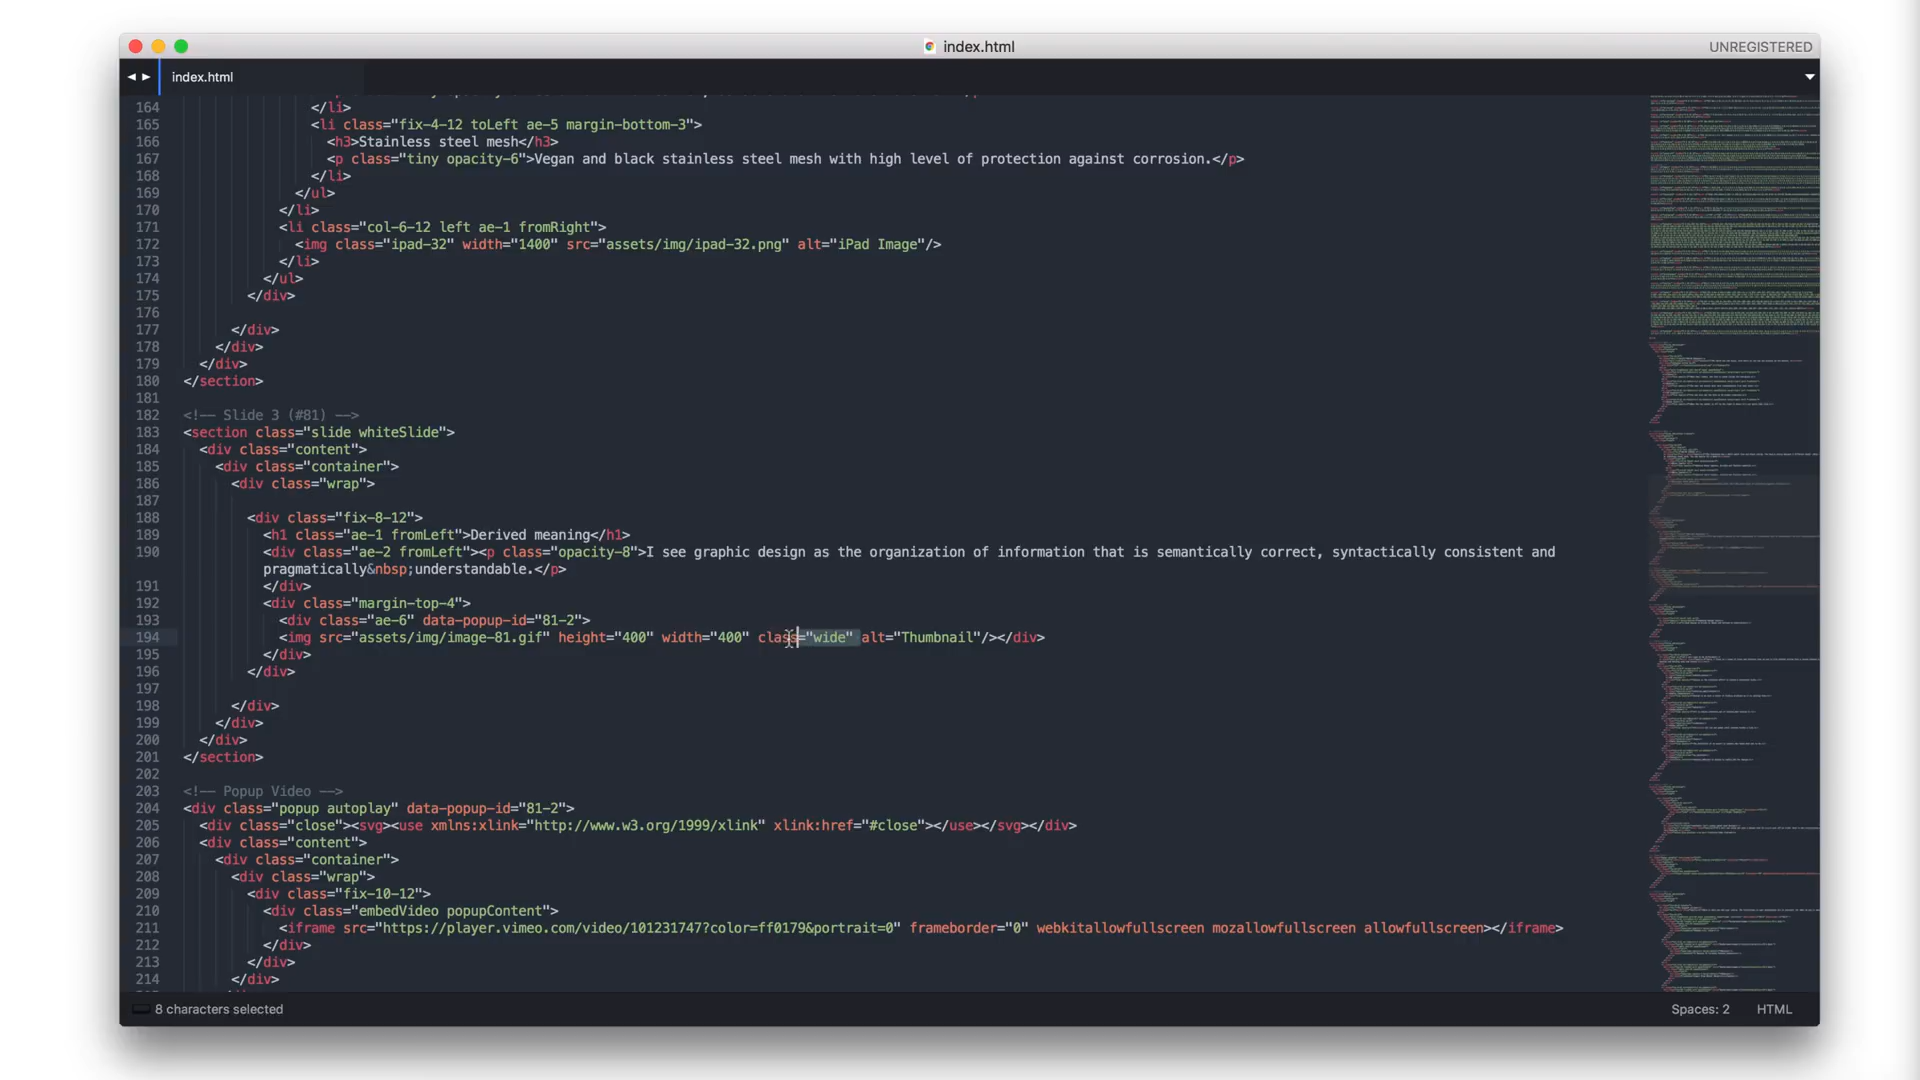 index.html
UNREGISTERED
index.html
164 </li>
165 <li class="fix-4-12 toLeft ae-5 margin-bottom-3">
166 <h3>Stainless steel mesh</h3>
167 <p class="tiny opacity-6">Vegan and black stainless steel mesh with high level of protection against corrosion.</p>
168 </li>
169 </ul>
170 </li>
171 <li class="col-6-12 left ae-1 fromRight">
172 <img class="ipad-32" width="1400" src="assets/img/ipad-32.png" alt="iPad Image"/>
173 </li>
174 </ul>
175 </div>
176
177 </div>
178 </div>
179 </div>
180 </section>
181
182 <!-- Slide 3 (#81) -->
183 <section class="slide whiteSlide">
184 <div class="content">
185 <div class="container">
186 <div class="wrap">
187
188 <div class="fix-8-12">
189 <h1 class="ae-1 fromLeft">Derived meaning</h1>
190 <div class="ae-2 fromLeft"><p class="opacity-8">I see graphic design as the organization of information that is semantically correct, syntactically consistent and
pragmatically&nbsp;understandable.</p>
191 </div>
192 <div class="margin-top-4">
193 <div class="ae-6" data-popup-id="81-2">
194 <img src="assets/img/image-81.gif" height="400" width="400" class="wide" alt="Thumbnail"/></div>
195 </div>
196 </div>
197
198 </div>
199 </div>
200 </div>
201 </section>
202
203 <!-- Popup Video -->
204 <div class="popup autoplay" data-popup-id="81-2">
205 <div class="close"><svg><use xmlns:xlink="http://www.w3.org/1999/xlink" xlink:href="#close"></use></svg></div>
206 <div class="content">
207 <div class="container">
208 <div class="wrap">
209 <div class="fix-10-12">
210 <div class="embedVideo popupContent">
211 <iframe src="https://player.vimeo.com/video/101231747?color=ff0179&portrait=0" frameborder="0" webkitallowfullscreen mozallowfullscreen allowfullscreen></iframe>
212 </div>
213 </div>
214 </div>
8 characters selected
Spaces: 2
HTML